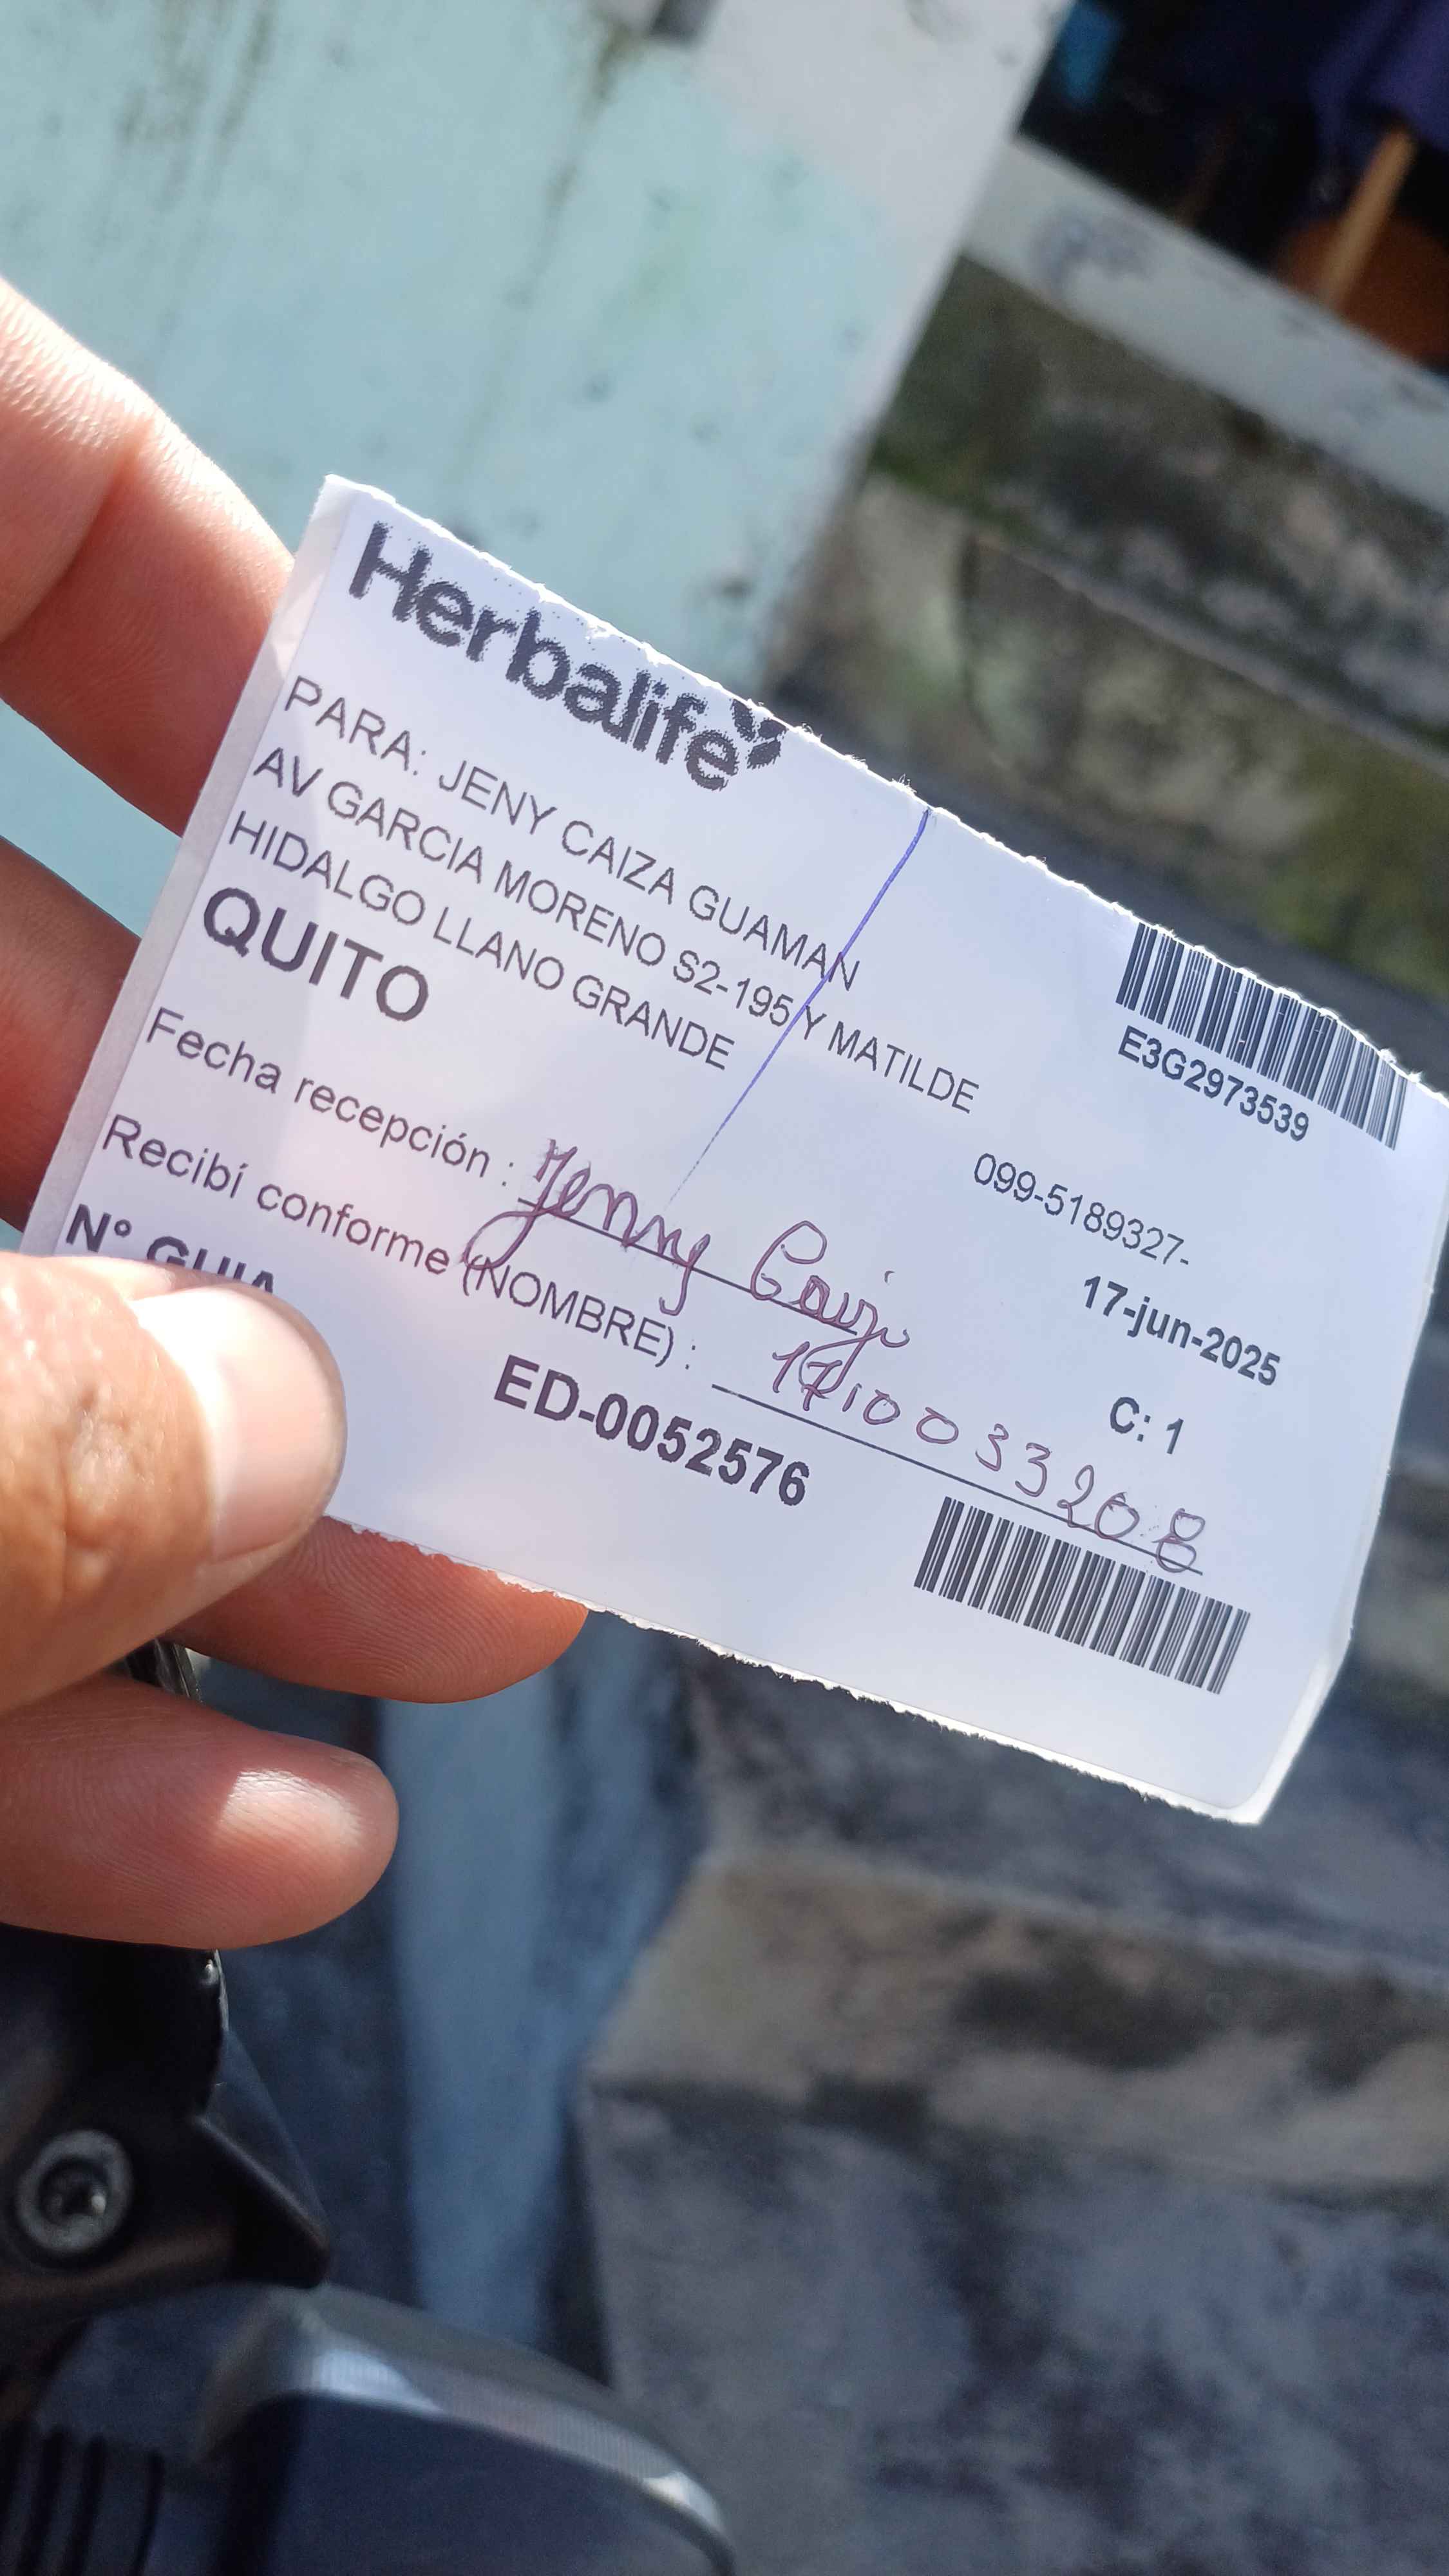 Herbalife
PARA: JENY CAIZA GUAMAN
AV GARCIA MORENO S2-195 Y MATILDE
HIDALGO LLANO GRANDE
QUITO
E3G2973539
099-5189327-
Fecha recepción : Jenny Caiza
17-jun-2025
Recibí conforme (NOMBRE) : 1710033208
C: 1
N° GUIA
ED-0052576